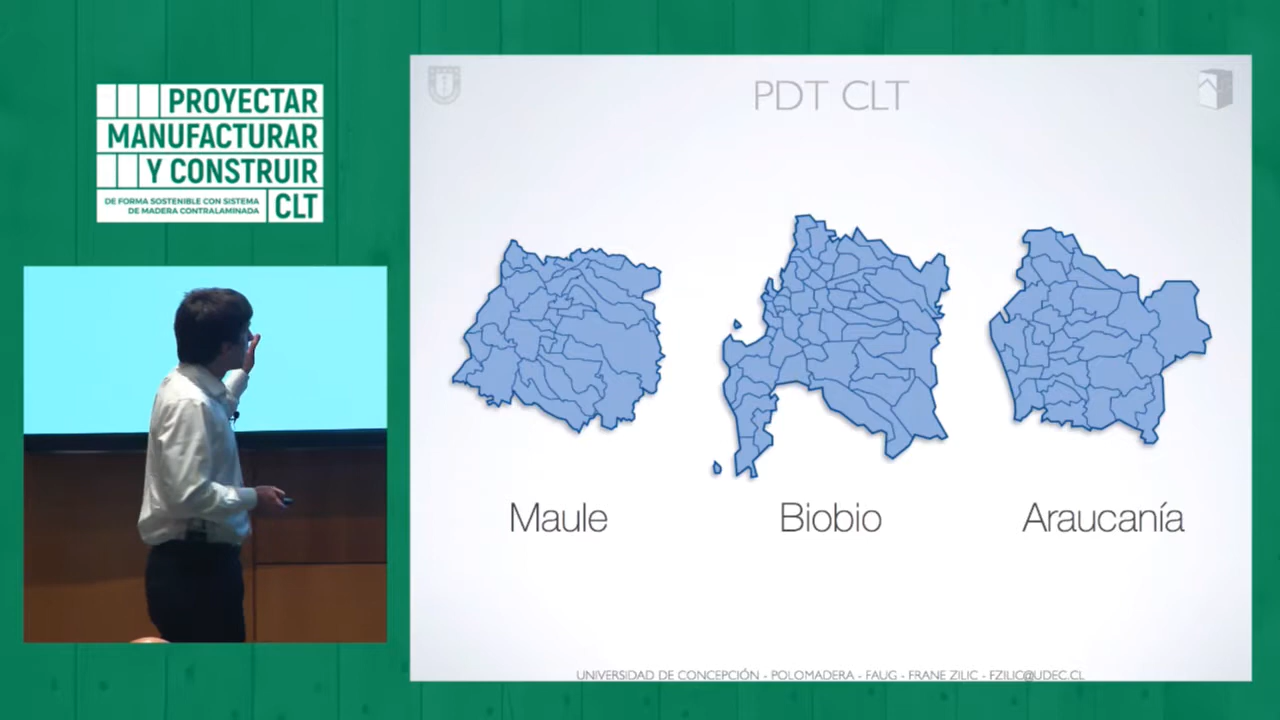 PROYECTAR
MANUFACTURAR
Y CONSTRUIR
DE FORMA SOSTENIBLE CON SISTEMA
DE MADERA CONTRALAMINADA
CLT
PDT CLT
Maule
Biobio
Araucanía
UNIVERSIDAD DE CONCEPCIÓN - POLOMADERA - FAUG - FRANE ZILIC - FZILIC@UDEC.CL